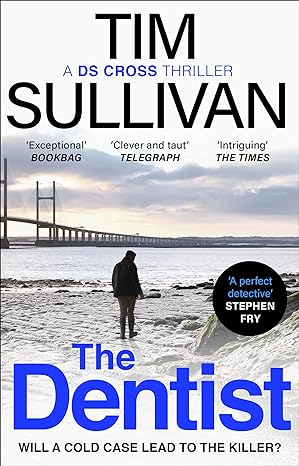 TIM
A DS CROSS THRILLER
SULLIVAN
'Exceptional'
BOOKBAG
'Clever and taut'
TELEGRAPH
'Intriguing'
THE TIMES
'A perfect
detective'
STEPHEN
FRY
The
Dentist
WILL A COLD CASE LEAD TO THE KILLER?